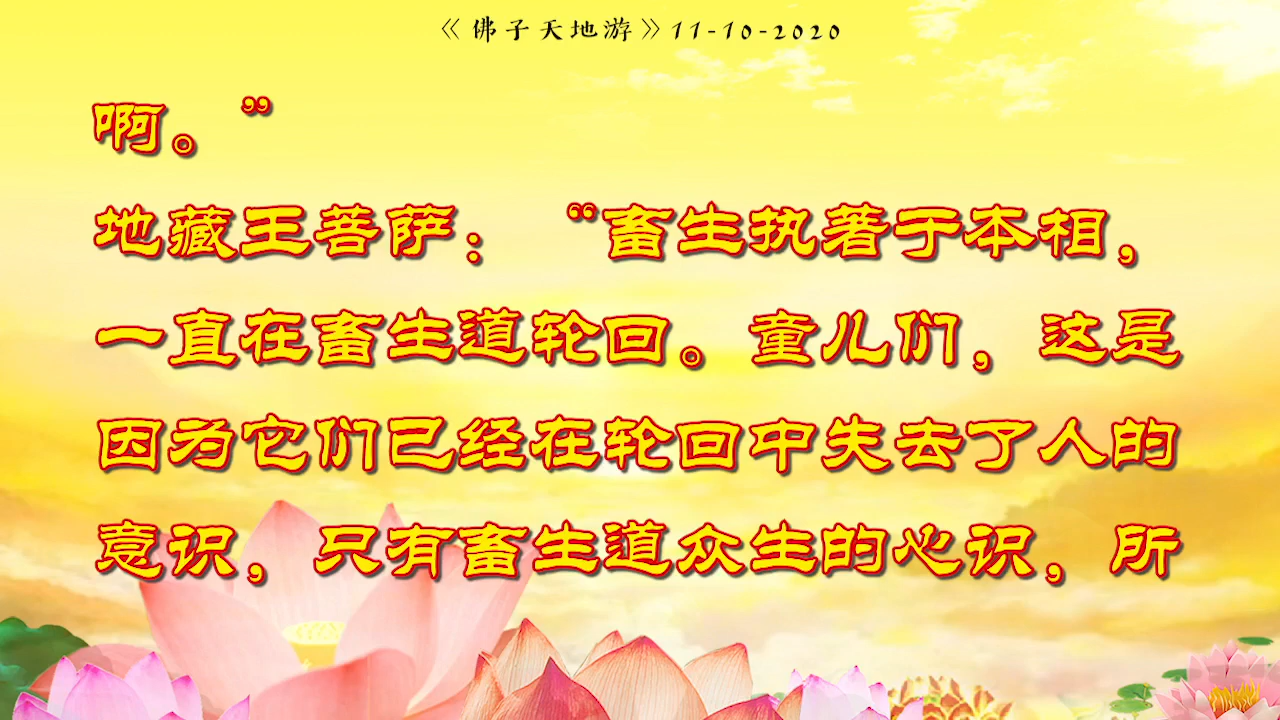 《佛子天地游》11-10-2020
啊。”
地藏王菩萨：“畜生执著于本相，
一直在畜生道轮回。童儿们，这是
因为它们已经在轮回中失去了人的
意识，只有畜生道众生的心识，所